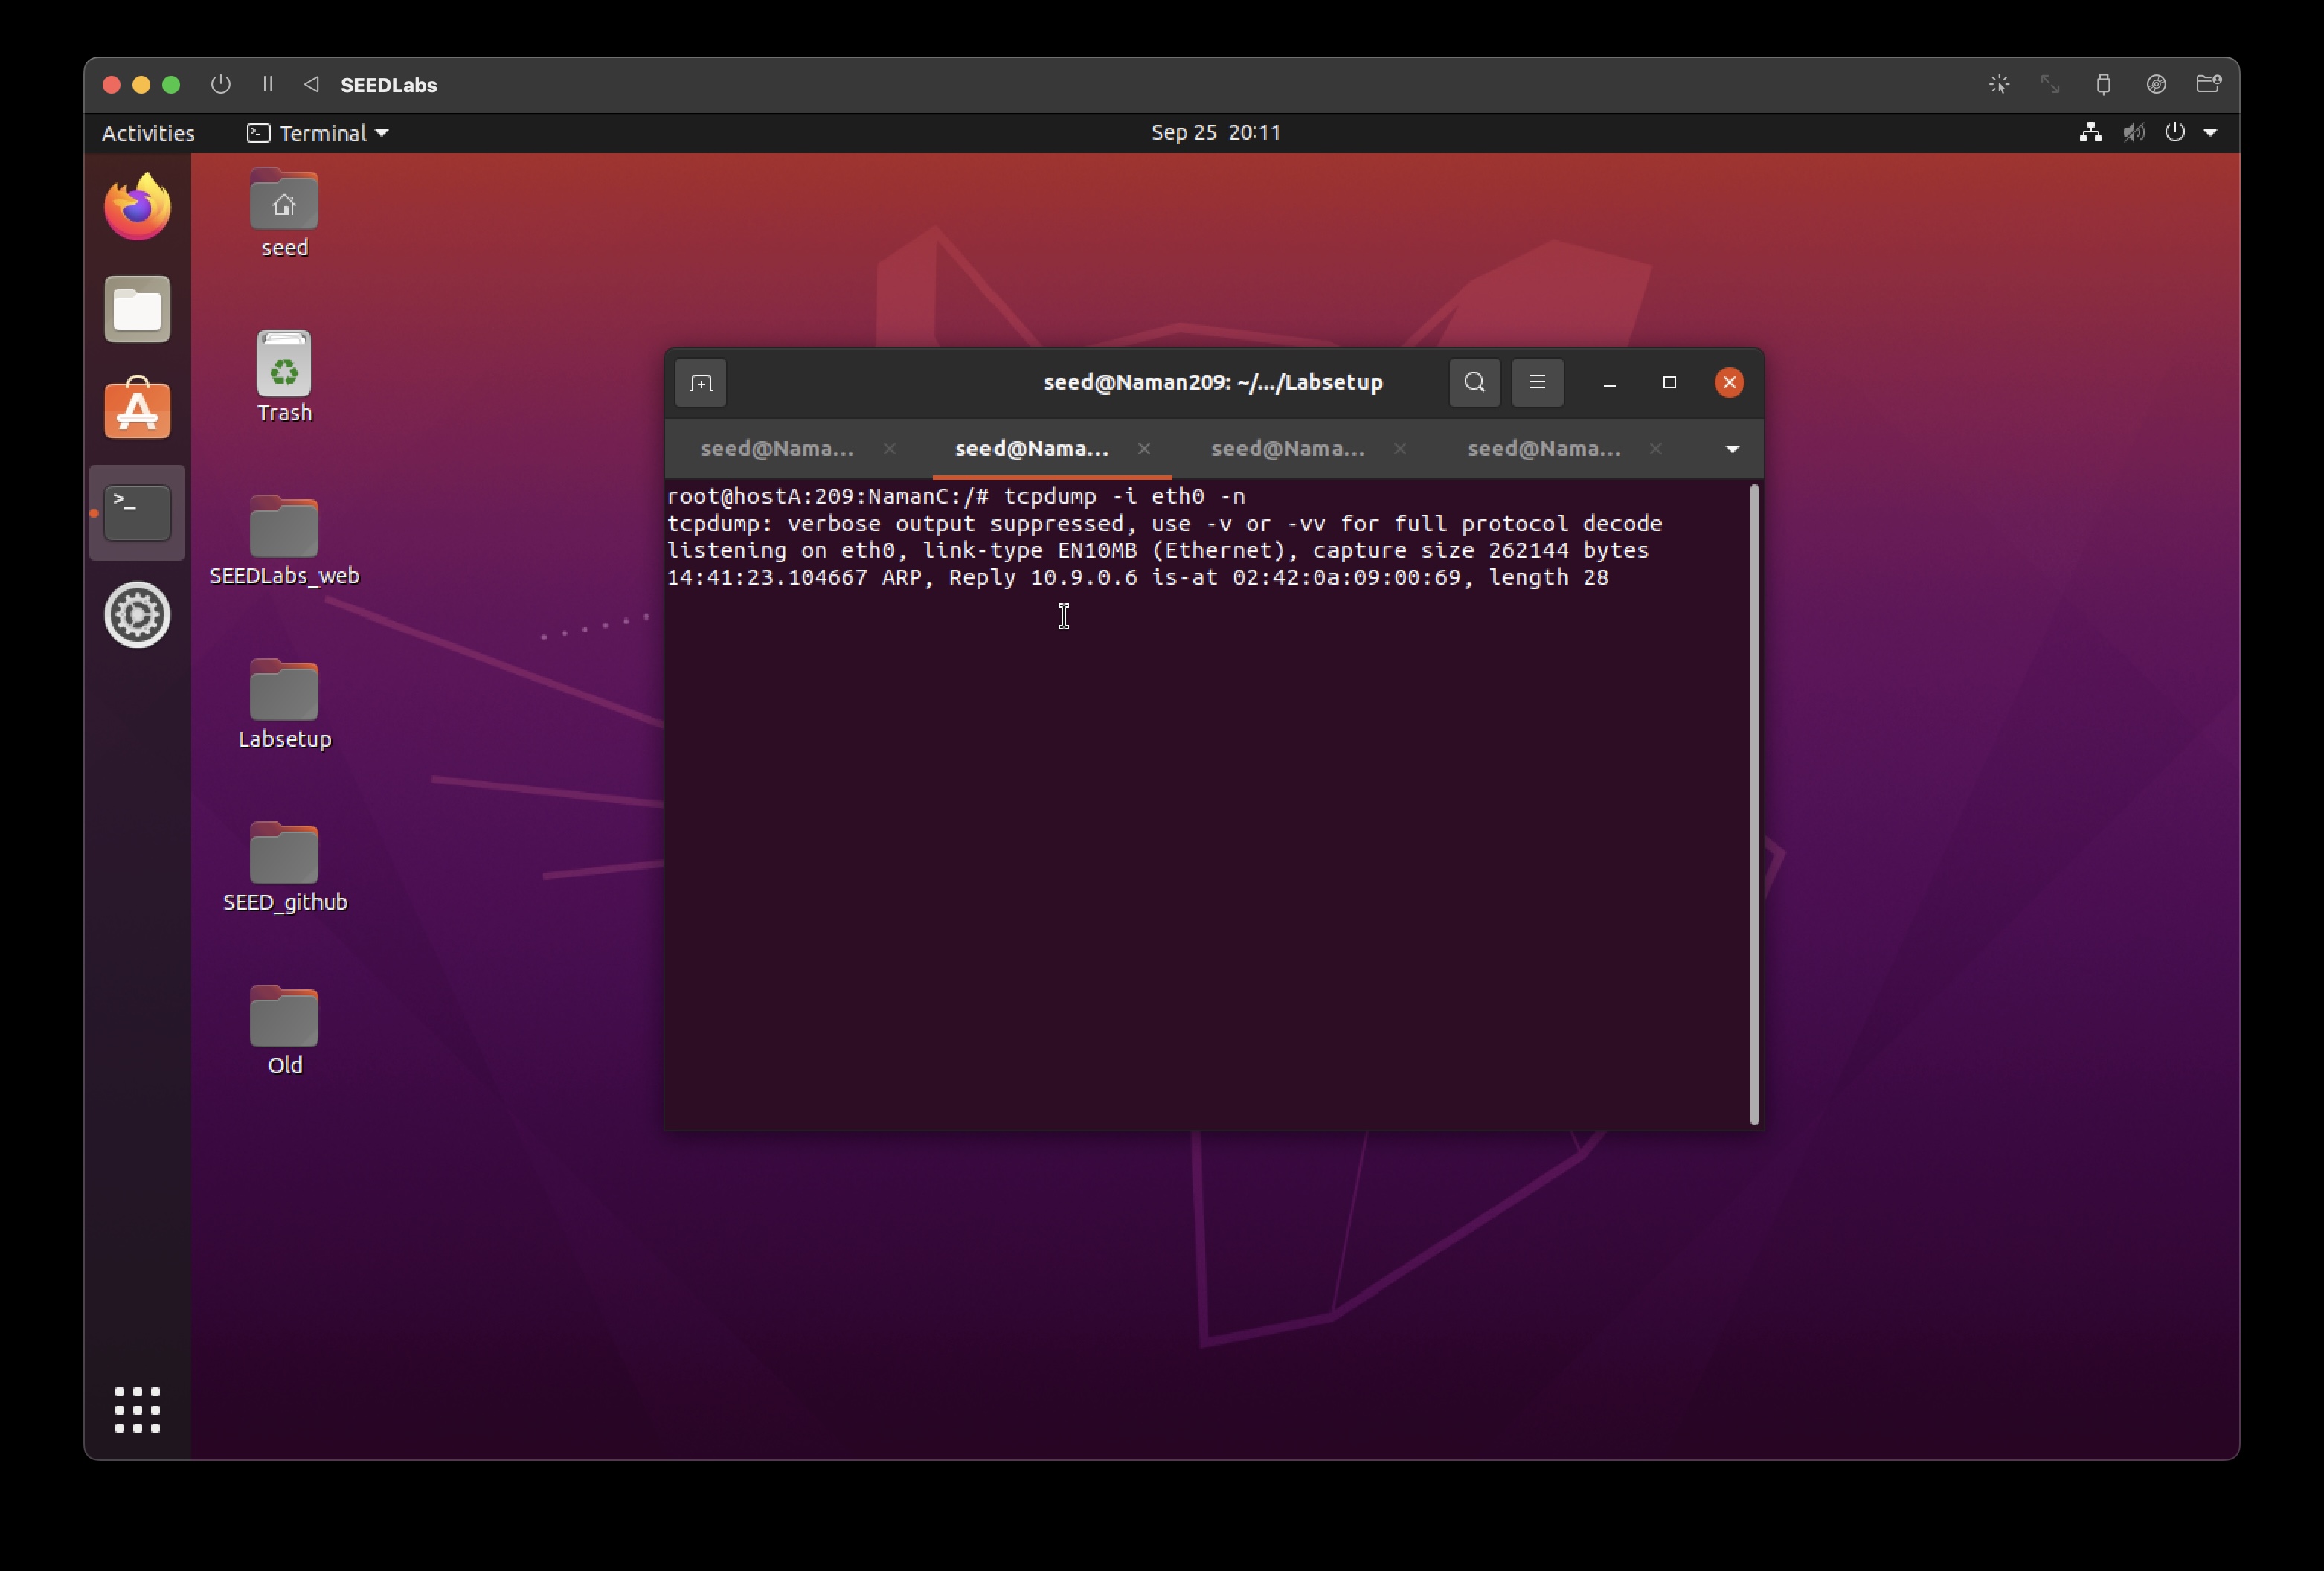 SEEDLabs
Activities
Terminal
Sep 25 20:11
seed
Trash
SEEDLabs_web
Labsetup
SEED_github
Old
seed@Naman209: ~/.../Labsetup
seed@Nama...
seed@Nama...
seed@Nama...
seed@Nama...
root@hostA:209:NamanC:/# tcpdump -i eth0 -n
tcpdump: verbose output suppressed, use -v or -vv for full protocol decode
listening on eth0, link-type EN10MB (Ethernet), capture size 262144 bytes
14:41:23.104667 ARP, Reply 10.9.0.6 is-at 02:42:0a:09:00:69, length 28